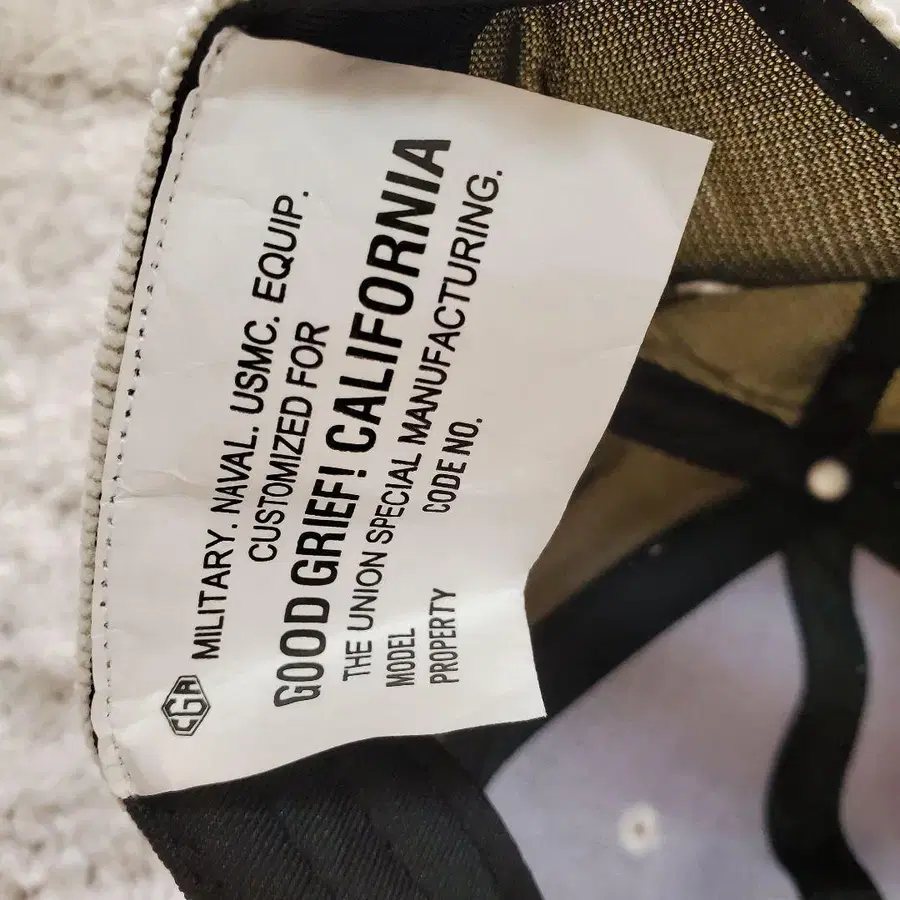 CGA
MILITARY. NAVAL. USMC. EQUIP.
CUSTOMIZED FOR
GOOD GRIEF! CALIFORNIA
THE UNION SPECIAL MANUFACTURING.
MODEL CODE NO.
PROPERTY